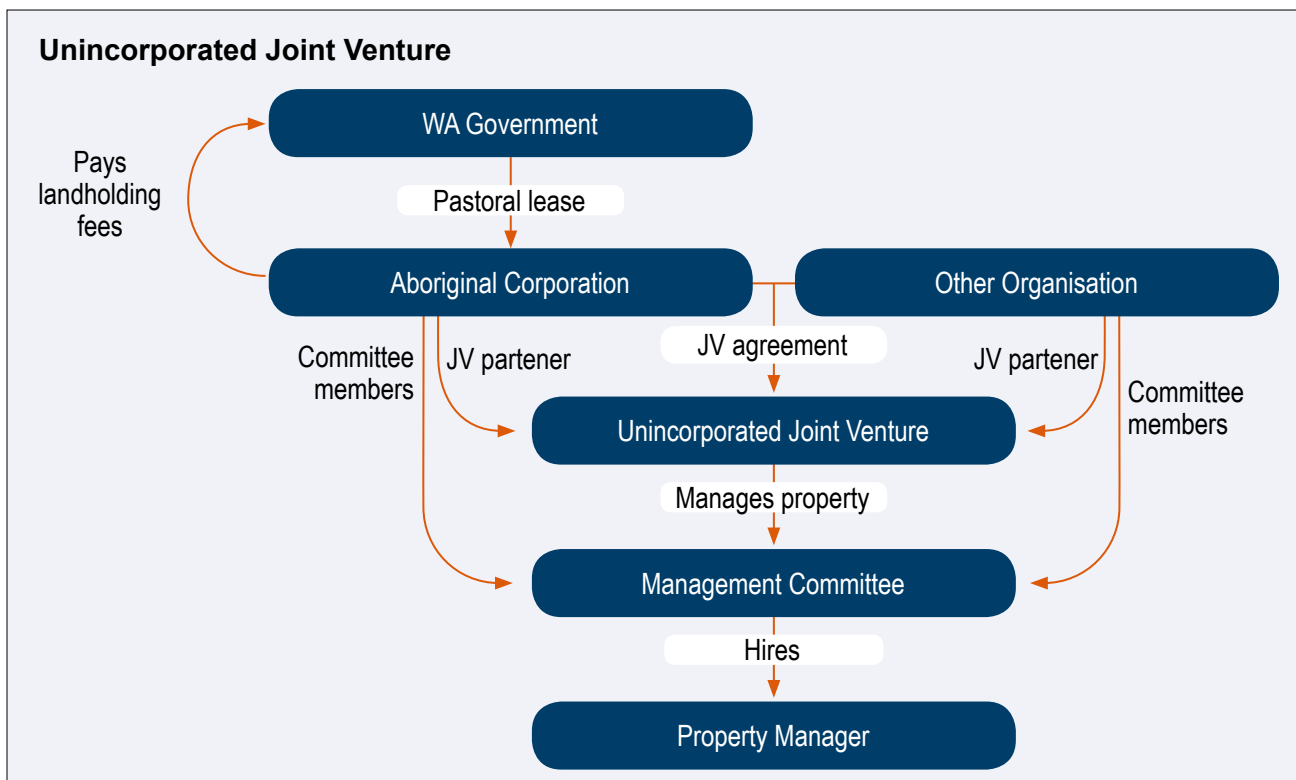 Unincorporated Joint Venture
WA Government
Pays
landholding
fees
Pastoral lease
Aboriginal Corporation
Other Organisation
Committee
members
JV partener
JV agreement
JV partener
Committee
members
Unincorporated Joint Venture
Manages property
Management Committee
Hires
Property Manager